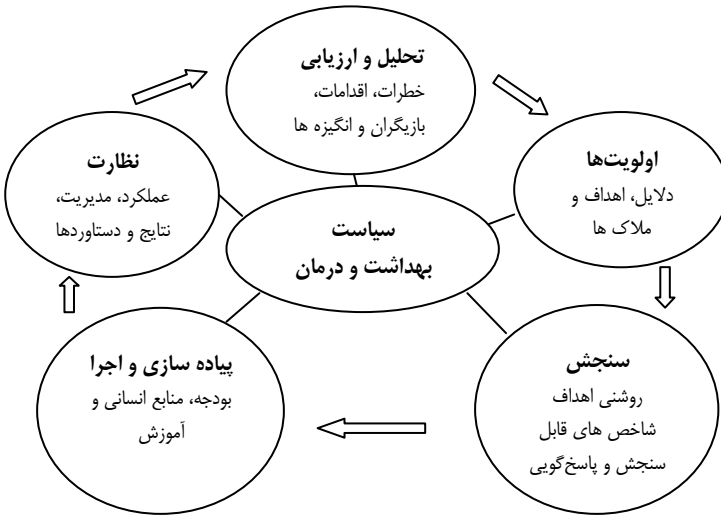 تحلیل و ارزیابی
خطرات، اقدامات،
بازیگران و انگیزه ها
اولویت‌ها
دلایل، اهداف و
ملاک ها
نظارت
عملکرد، مدیریت،
نتایج و دستاوردها
سیاست
بهداشت و درمان
سنجش
روشنی اهداف
شاخص های قابل
سنجش و پاسخ‌گویی
پیاده سازی و اجرا
بودجه، منابع انسانی و
آموزش